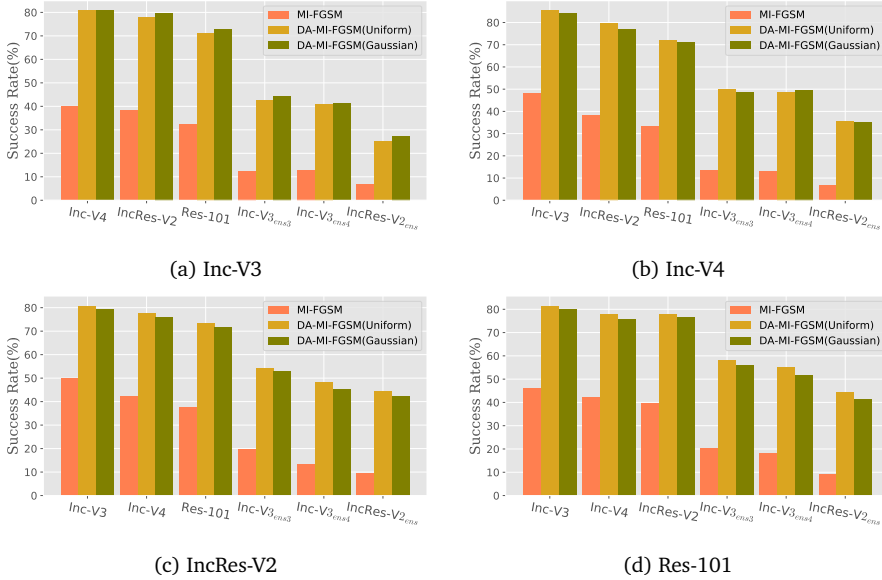 Success Rate(%)
80
70
60
50
40
30
20
10
0
MI-FGSM
DA-MI-FGSM(Uniform)
DA-MI-FGSM(Gaussian)
Inc-V4 IncRes-V2 Res-101 Inc-V3ens3 Inc-V3ens4 IncRes-V2ens
(a) Inc-V3
Success Rate(%)
80
70
60
50
40
30
20
10
0
MI-FGSM
DA-MI-FGSM(Uniform)
DA-MI-FGSM(Gaussian)
Inc-V3 IncRes-V2 Res-101 Inc-V3ens3 Inc-V3ens4 IncRes-V2ens
(b) Inc-V4
Success Rate(%)
80
70
60
50
40
30
20
10
0
MI-FGSM
DA-MI-FGSM(Uniform)
DA-MI-FGSM(Gaussian)
Inc-V3 Inc-V4 Res-101 Inc-V3ens3 Inc-V3ens4 IncRes-V2ens
(c) IncRes-V2
Success Rate(%)
80
70
60
50
40
30
20
10
0
MI-FGSM
DA-MI-FGSM(Uniform)
DA-MI-FGSM(Gaussian)
Inc-V3 Inc-V4 IncRes-V2 Inc-V3ens3 Inc-V3ens4 IncRes-V2ens
(d) Res-101